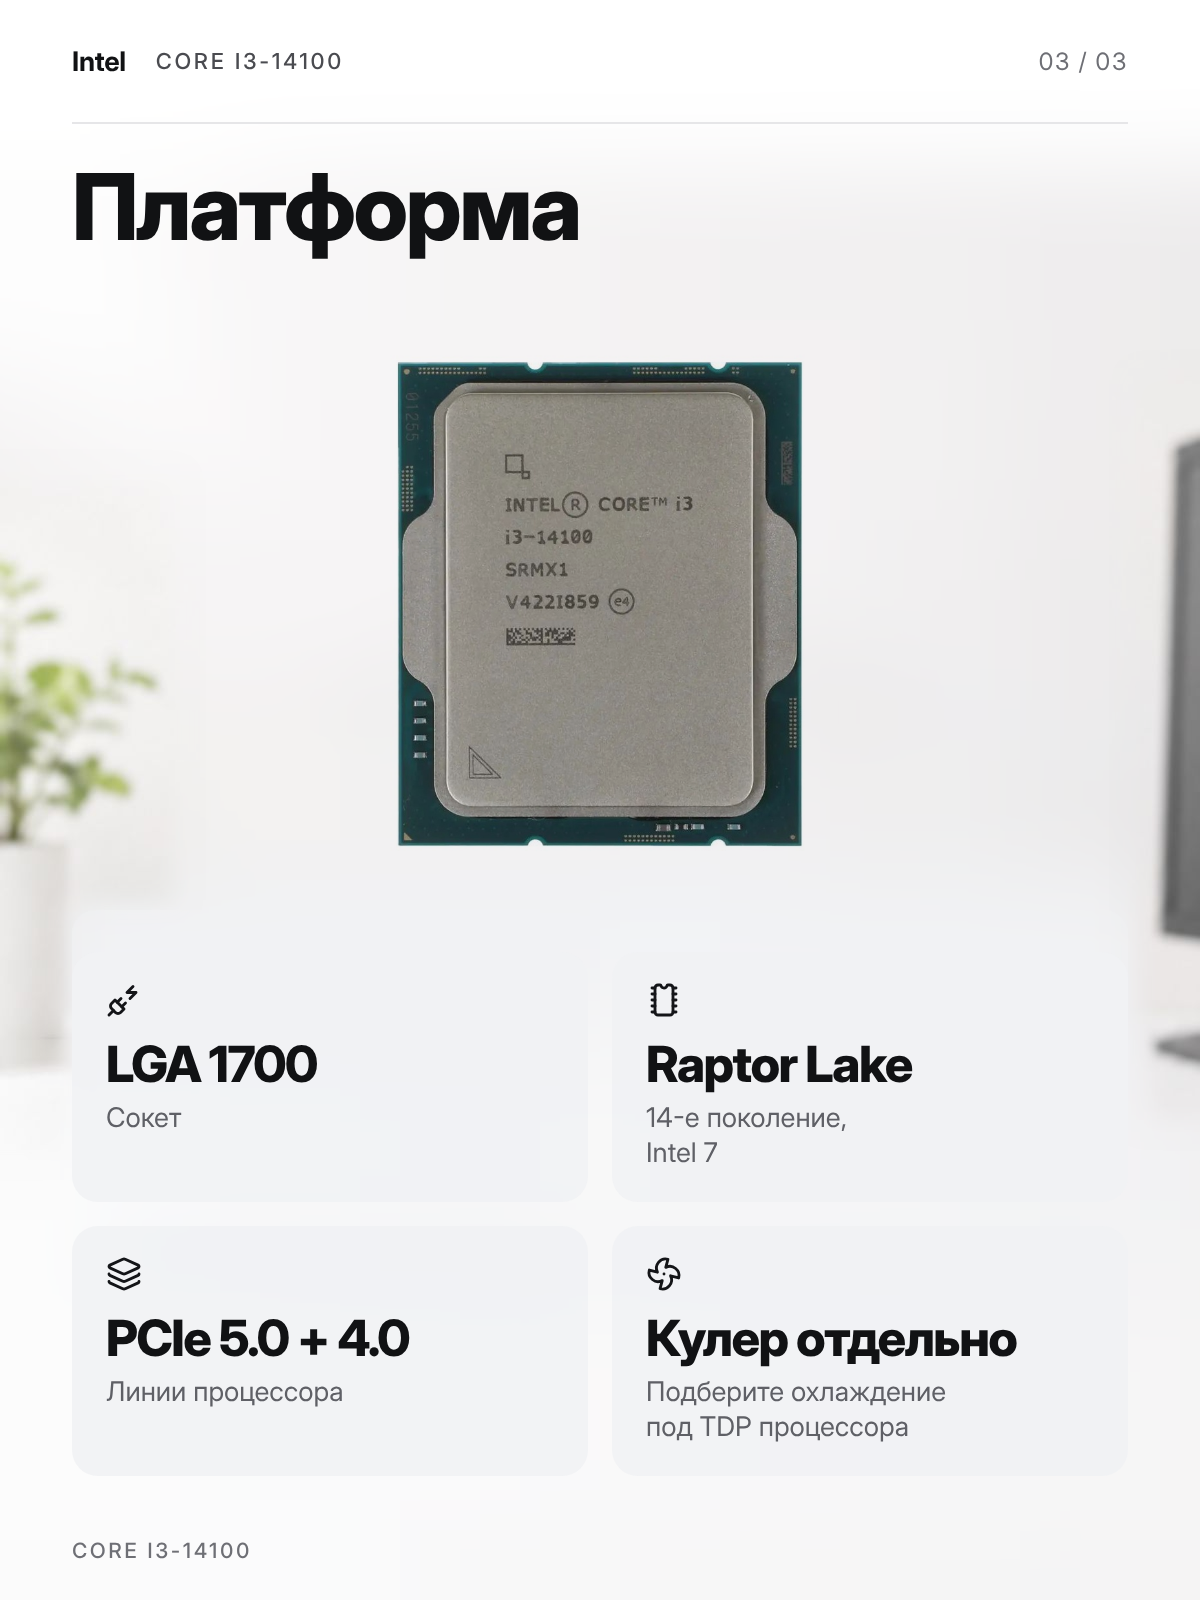 Intel CORE I3-14100 03 / 03
Платформа
01255
INTEL® CORE™ i3
i3-14100
SRMX1
V422I859 e4
LGA 1700
Сокет
Raptor Lake
14-е поколение,
Intel 7
PCIe 5.0 + 4.0
Линии процессора
Кулер отдельно
Подберите охлаждение
под TDP процессора
CORE I3-14100